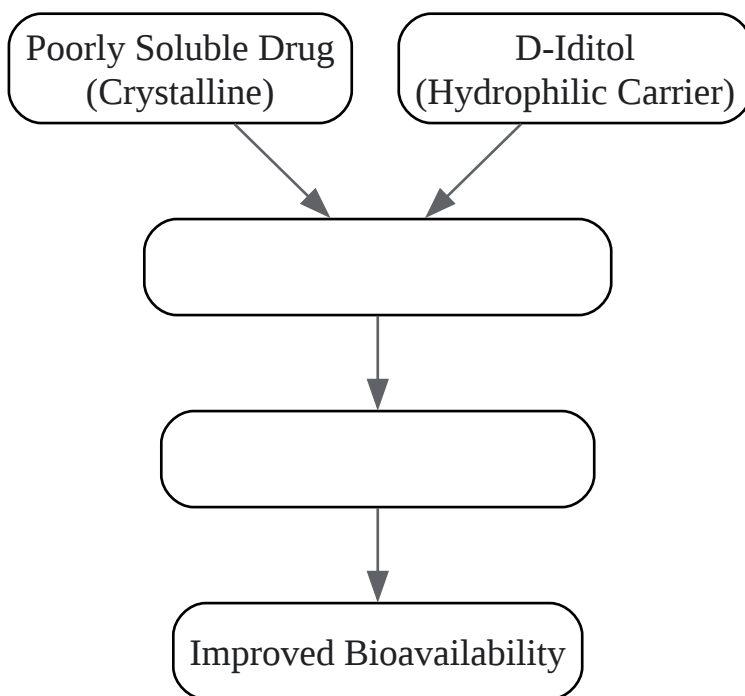 Poorly Soluble Drug
(Crystalline)
D-Iditol
(Hydrophilic Carrier)
Improved Bioavailability